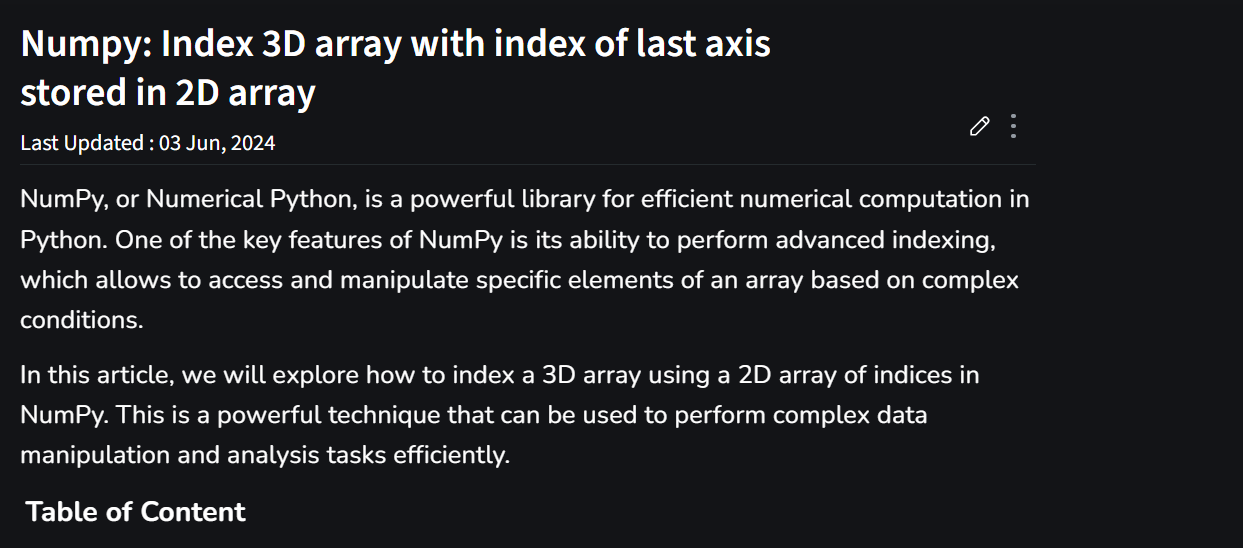 Numpy: Index 3D array with index of last axis
stored in 2D array
Last Updated : 03 Jun, 2024
NumPy, or Numerical Python, is a powerful library for efficient numerical computation in
Python. One of the key features of NumPy is its ability to perform advanced indexing,
which allows to access and manipulate specific elements of an array based on complex
conditions.
In this article, we will explore how to index a 3D array using a 2D array of indices in
NumPy. This is a powerful technique that can be used to perform complex data
manipulation and analysis tasks efficiently.
Table of Content